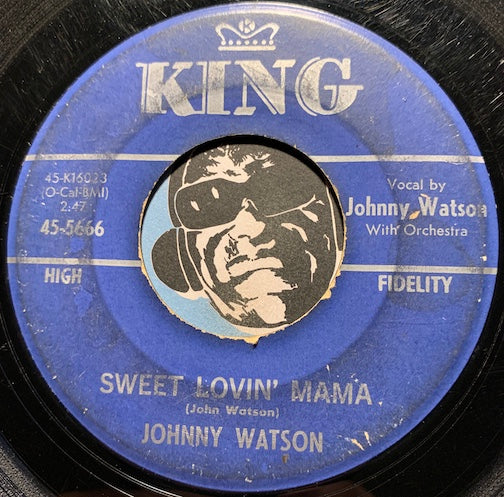 KING
45-K16033
(O-Cal-BMI)
2:47
45-5666
Vocal by
Johnny Watson
With Orchestra
HIGH
FIDELITY
SWEET LOVIN' MAMA
(John Watson)
JOHNNY WATSON